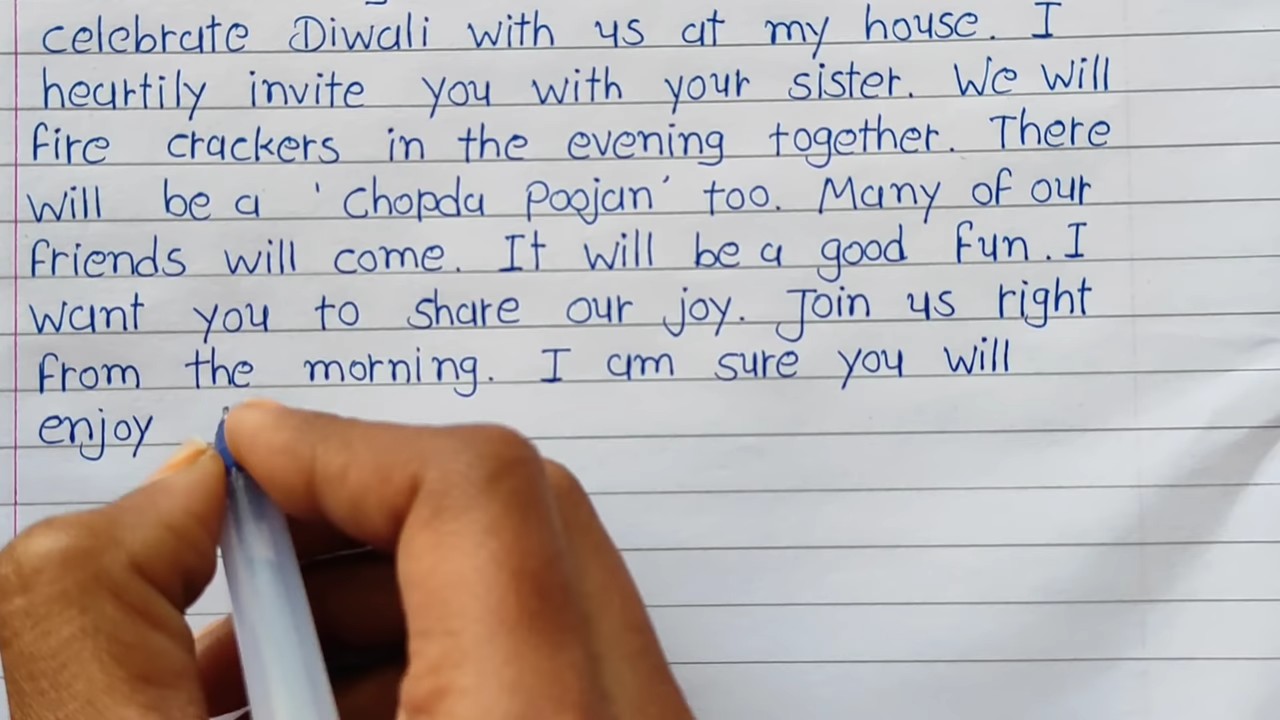 celebrate Diwali with us at my house. I
heartily invite you with your sister. We will
fire crackers in the evening together. There
will be a 'Chopda Poojan' too. Many of our
friends will come. It will be a good fun. I
want you to share our joy. Join us right
from the morning. I am sure you will
enjoy